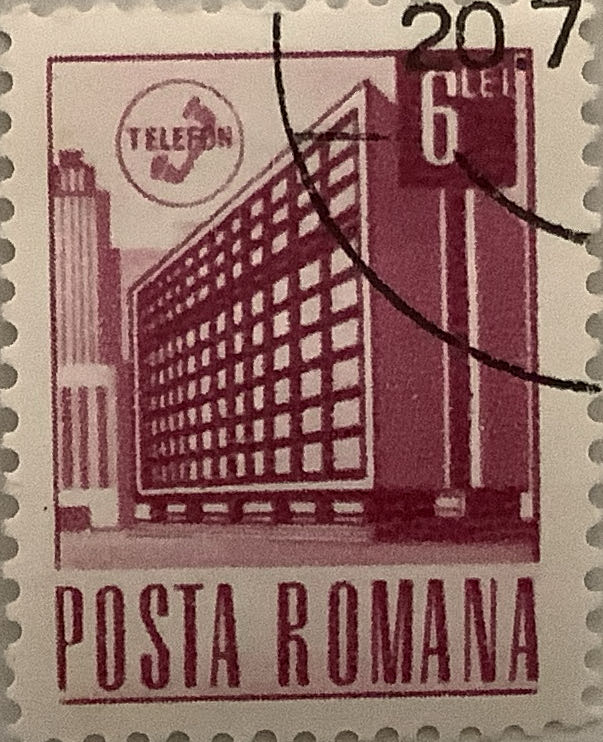 20 7
6 LEI
TELEFON
POSTA ROMANA